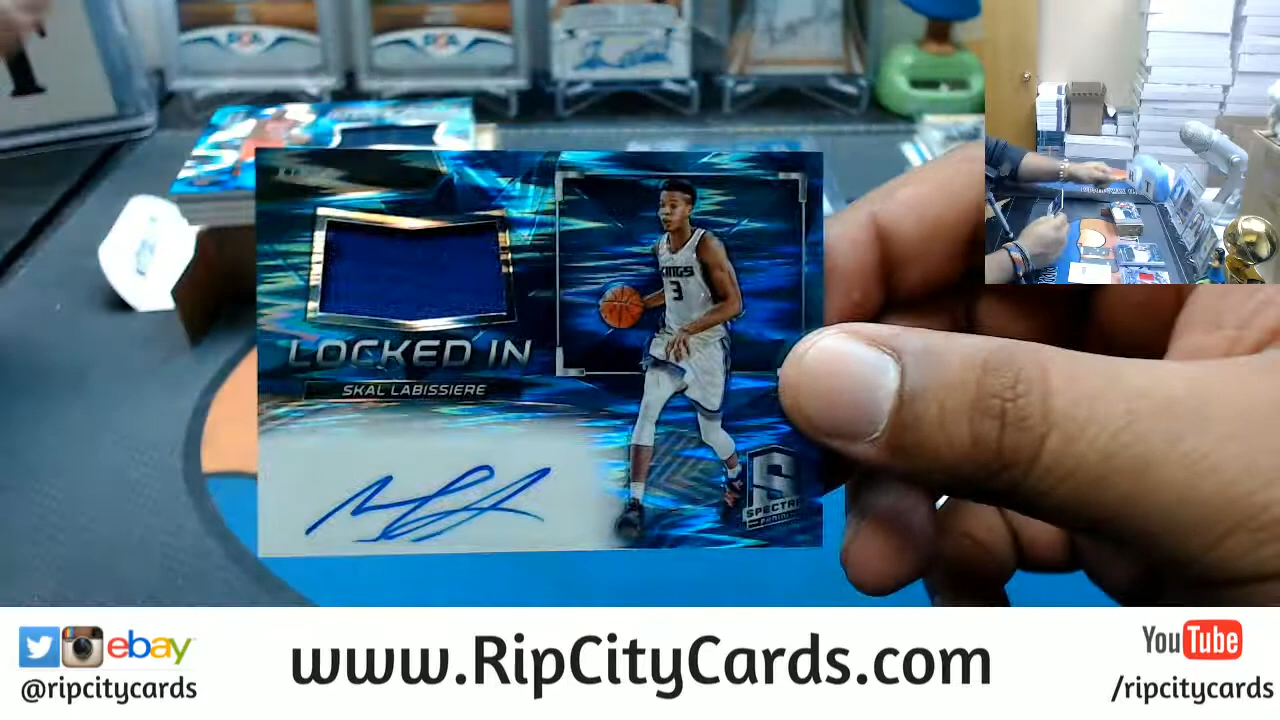 KINGS
3
LOCKED IN
SKAL LABISSIERE
SPECTRA
PANINI
ebay
www.RipCityCards.com
YouTube
@ripcitycards
/ripcitycards